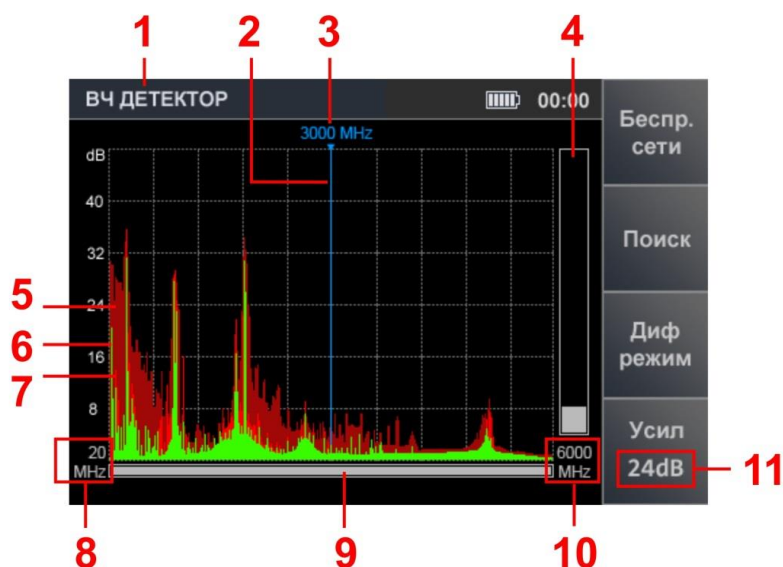 1 2 3 4
ВЧ ДЕТЕКТОР 00:00
3000 MHz
dB
40
32
24
16
8
20
MHz
6000
MHz
Беспр.
сети
Поиск
Диф
режим
Усил
24dB
5
6
7
11
8 9 10